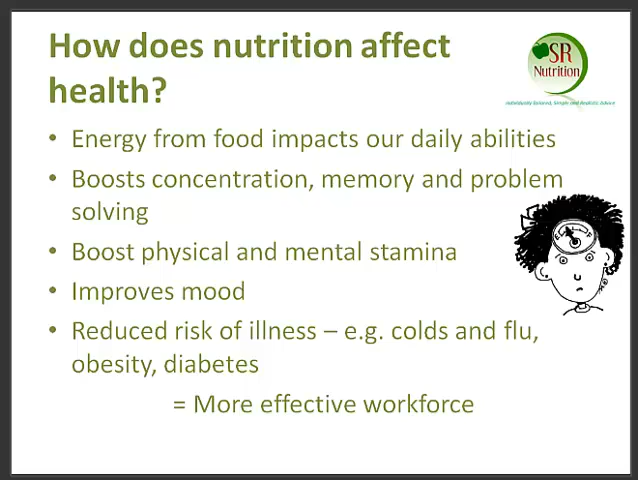 How does nutrition affect
health?
SR
Nutrition
• Energy from food impacts our daily abilities
• Boosts concentration, memory and problem
solving
• Boost physical and mental stamina
• Improves mood
• Reduced risk of illness – e.g. colds and flu,
obesity, diabetes
= More effective workforce